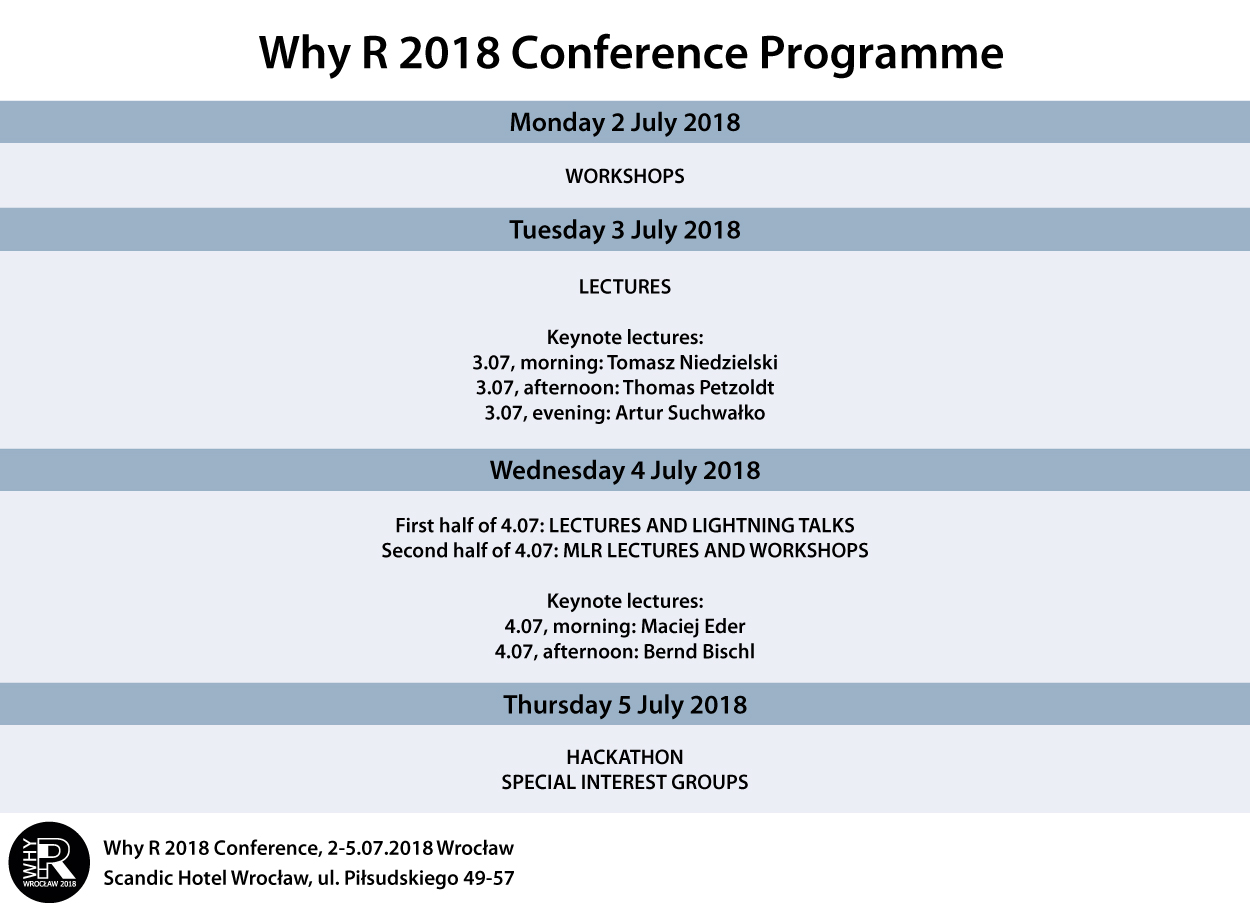 Why R 2018 Conference Programme
Monday 2 July 2018
WORKSHOPS
Tuesday 3 July 2018
LECTURES
Keynote lectures:
3.07, morning: Tomasz Niedzielski
3.07, afternoon: Thomas Petzoldt
3.07, evening: Artur Suchwałko
Wednesday 4 July 2018
First half of 4.07: LECTURES AND LIGHTNING TALKS
Second half of 4.07: MLR LECTURES AND WORKSHOPS
Keynote lectures:
4.07, morning: Maciej Eder
4.07, afternoon: Bernd Bischl
Thursday 5 July 2018
HACKATHON
SPECIAL INTEREST GROUPS
WHY R
WROCŁAW 2018
Why R 2018 Conference, 2-5.07.2018 Wrocław
Scandic Hotel Wrocław, ul. Piłsudskiego 49-57